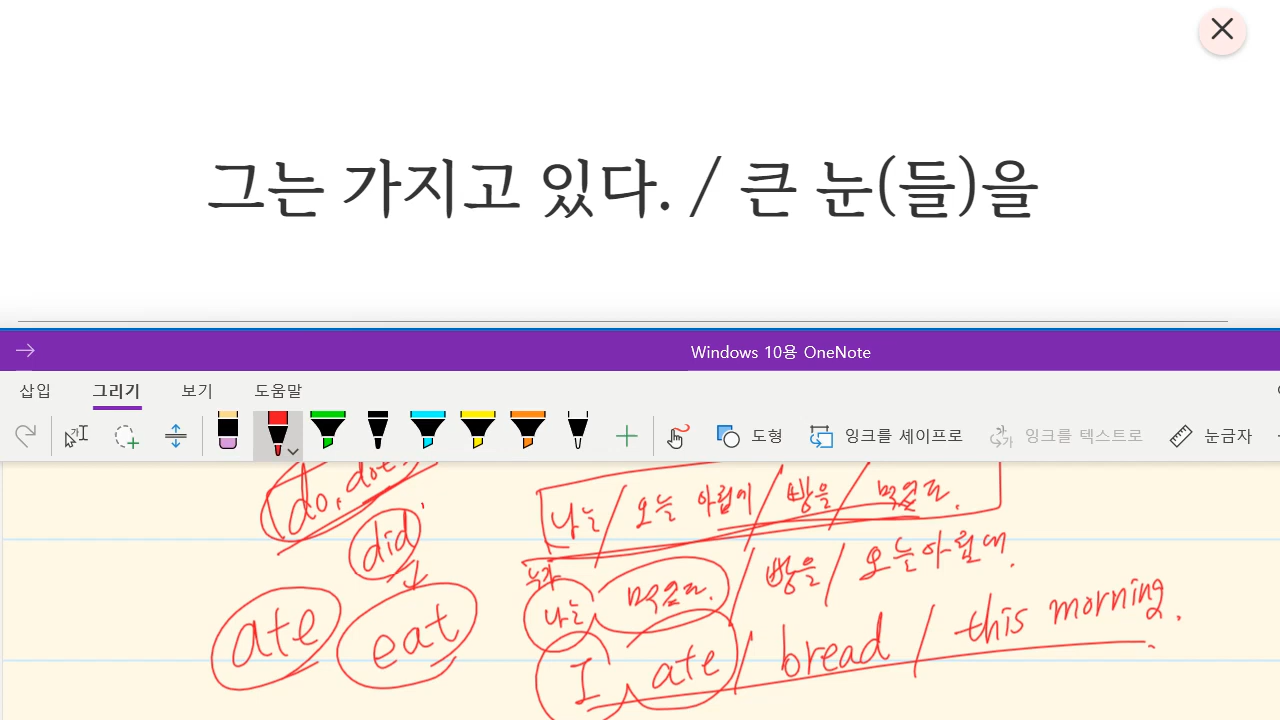 그는 가지고 있다. / 큰 눈(들)을
Windows 10용 OneNote
삽입 그리기 보기 도움말
가 도형 잉크를 셰이프로 잉크를 텍스트로 눈금자
do, 
나는 / 오늘 아침에 / 빵을 / 먹었다.
did
누가
나는 먹었다. / 빵을 / 오늘 아침에.
ate eat
I ate / bread / this morning.